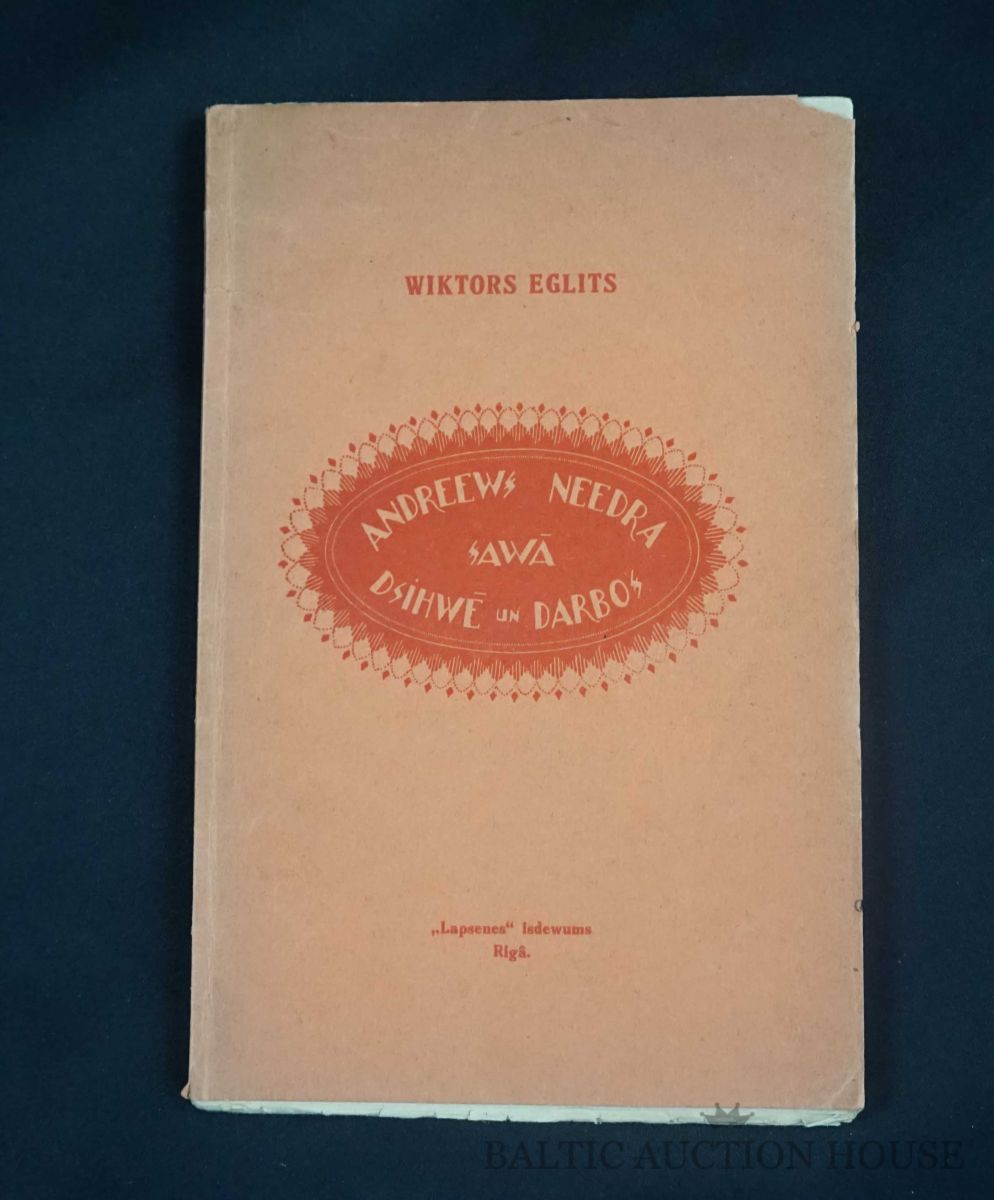 WIKTORS EGLITS
ANDREEWS NEEDRA
SAWĀ
DSIHWĒ UN DARBOS
„Lapsenes“ isdewums
Rigâ.
BALTIC AUCTION HOUSE